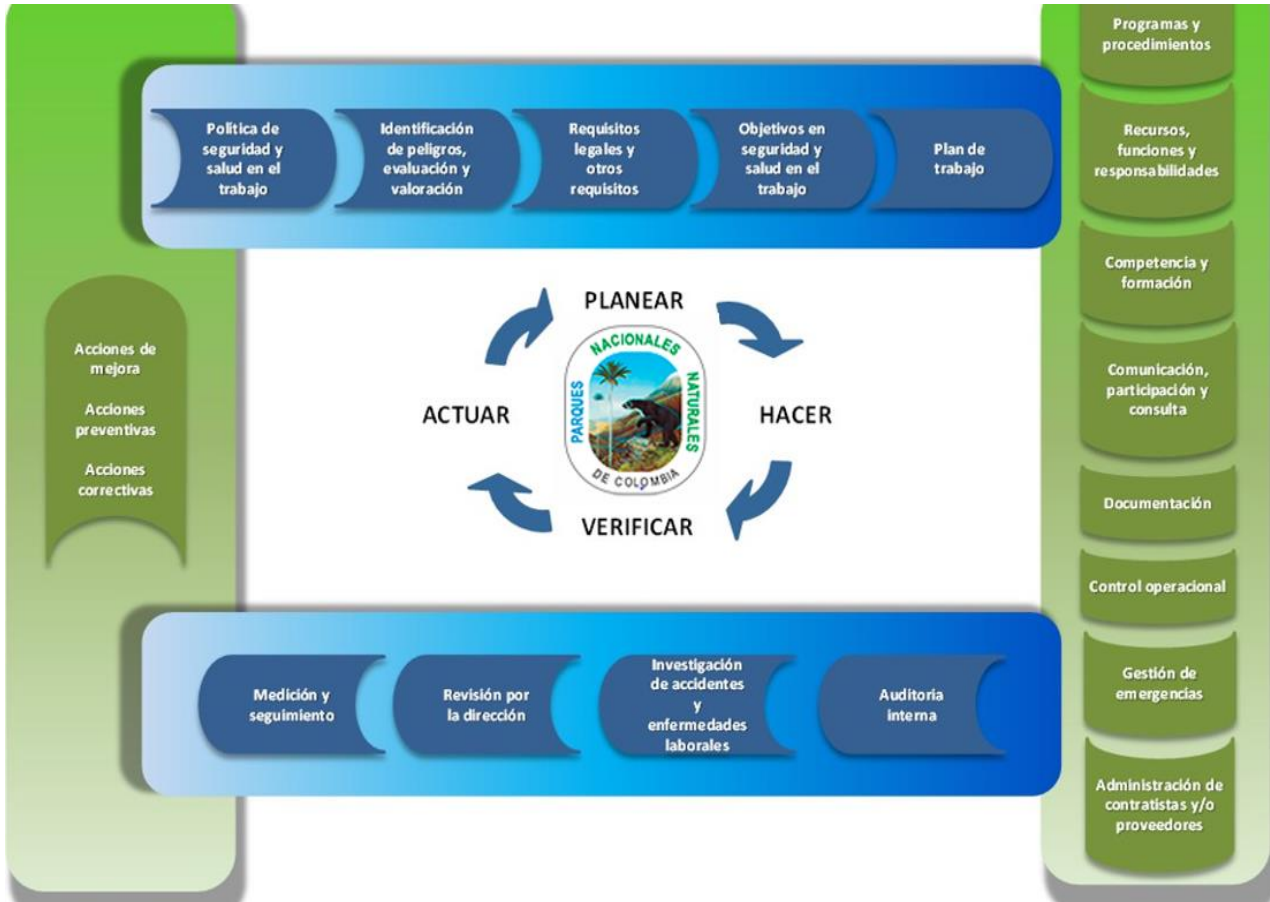 Política de
seguridad y
salud en el
trabajo
Identificación
de peligros,
evaluación y
valoración
Requisitos
legales y
otros
requisitos
Objetivos en
seguridad y
salud en el
trabajo
Plan de
trabajo
Programas y
procedimientos
Recursos,
funciones y
responsabilidades
Competencia y
formación
Comunicación,
participación y
consulta
Documentación
Control operacional
Gestión de
emergencias
Administración de
contratistas y/o
proveedores
PLANEAR
HACER
VERIFICAR
ACTUAR
PARQUES
NACIONALES
NATURALES
DE COLOMBIA
Acciones de
mejora
Acciones
preventivas
Acciones
correctivas
Medición y
seguimiento
Revisión por
la dirección
Investigación
de accidentes
y
enfermedades
laborales
Auditoria
interna